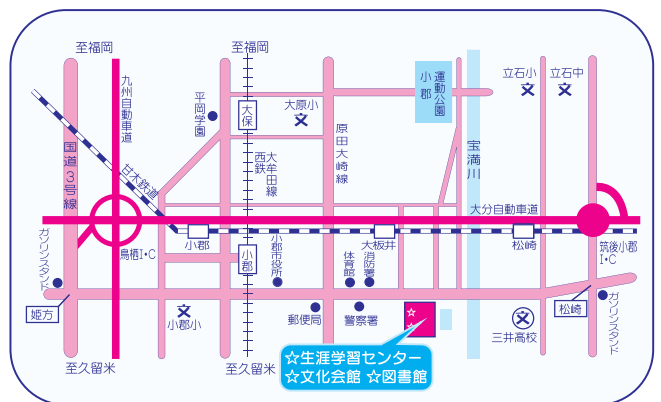 至福岡
至福岡
九州自動車道
平岡学園
大保
大原小
小郡
運動公園
立石小
立石中
国道3号線
甘木鉄道
西鉄
大牟田線
原田大崎線
宝満川
大分自動車道
ガソリンスタンド
鳥栖I・C
小郡
小郡
小郡市役所
体育館
消防署
大板井
松崎
筑後小郡
I・C
姫方
小郡小
郵便局
警察署
☆
☆
三井高校
松崎
ガソリンスタンド
至久留米
至久留米
☆生涯学習センター
☆文化会館 ☆図書館